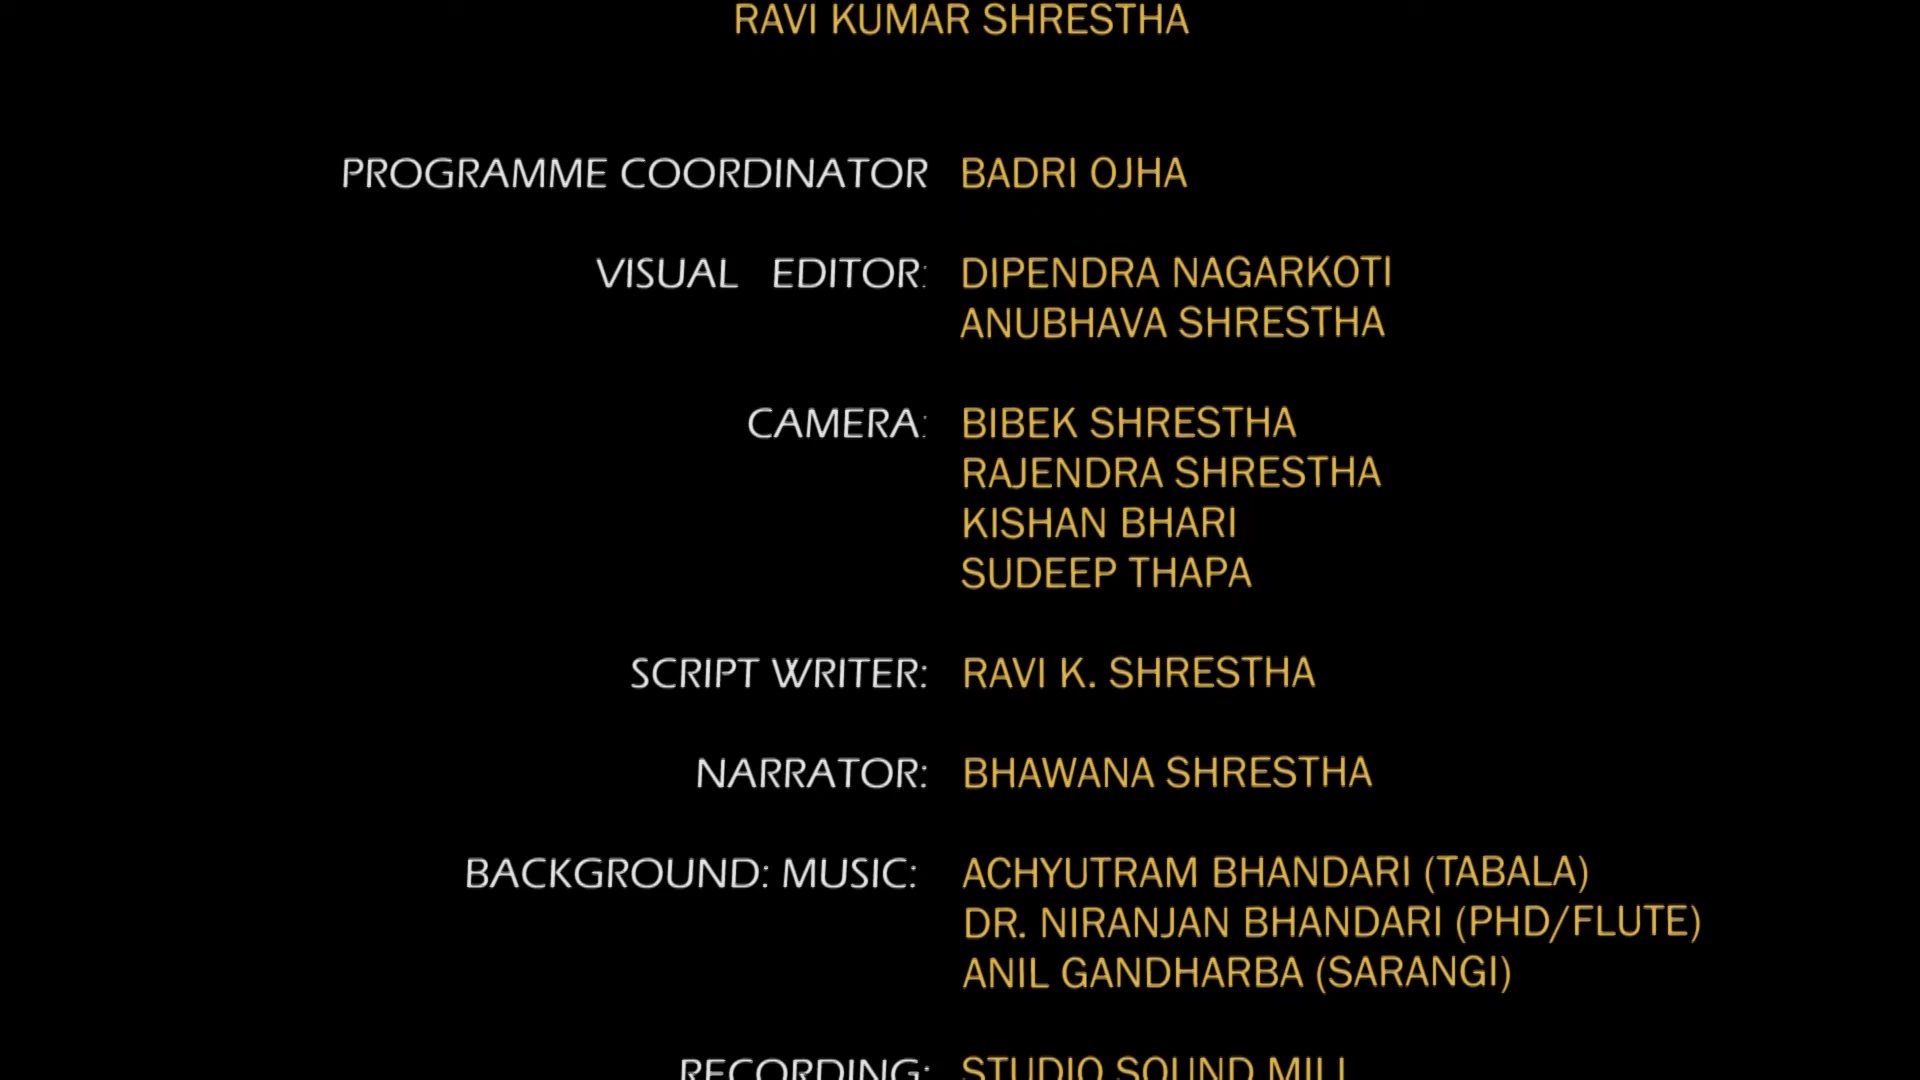 RAVI KUMAR SHRESTHA
PROGRAMME COORDINATOR BADRI OJHA
VISUAL EDITOR: DIPENDRA NAGARKOTI
ANUBHAVA SHRESTHA
CAMERA: BIBEK SHRESTHA
RAJENDRA SHRESTHA
KISHAN BHARI
SUDEEP THAPA
SCRIPT WRITER: RAVI K. SHRESTHA
NARRATOR: BHAWANA SHRESTHA
BACKGROUND: MUSIC: ACHYUTRAM BHANDARI (TABALA)
DR. NIRANJAN BHANDARI (PHD/FLUTE)
ANIL GANDHARBA (SARANGI)
RECORDING: STUDIO SOUND MILL